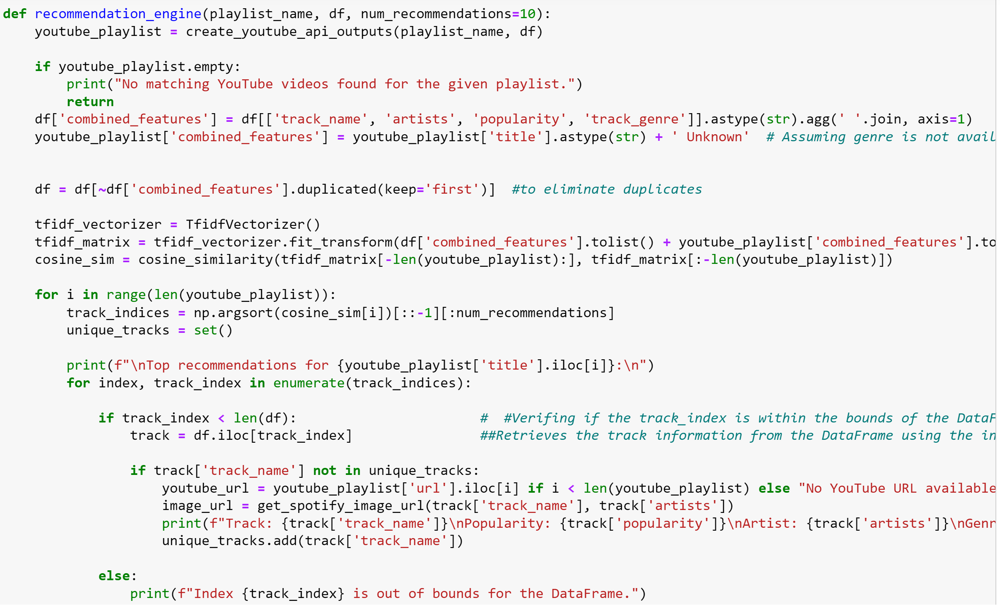 def recommendation_engine(playlist_name, df, num_recommendations=10):
    youtube_playlist = create_youtube_api_outputs(playlist_name, df)

    if youtube_playlist.empty:
        print("No matching YouTube videos found for the given playlist.")
        return
    df['combined_features'] = df[['track_name', 'artists', 'popularity', 'track_genre']].astype(str).agg(' '.join, axis=1)
    youtube_playlist['combined_features'] = youtube_playlist['title'].astype(str) + ' Unknown'  # Assuming genre is not avail


    df = df[~df['combined_features'].duplicated(keep='first')]  #to eliminate duplicates

    tfidf_vectorizer = TfidfVectorizer()
    tfidf_matrix = tfidf_vectorizer.fit_transform(df['combined_features'].tolist() + youtube_playlist['combined_features'].to
    cosine_sim = cosine_similarity(tfidf_matrix[-len(youtube_playlist):], tfidf_matrix[:-len(youtube_playlist)])

    for i in range(len(youtube_playlist)):
        track_indices = np.argsort(cosine_sim[i])[::-1][:num_recommendations]
        unique_tracks = set()

        print(f"\nTop recommendations for {youtube_playlist['title'].iloc[i]}:\n")
        for index, track_index in enumerate(track_indices):

            if track_index < len(df):                       #  #Verifing if the track_index is within the bounds of the DataF
                track = df.iloc[track_index]                ##Retrieves the track information from the DataFrame using the in

                if track['track_name'] not in unique_tracks:
                    youtube_url = youtube_playlist['url'].iloc[i] if i < len(youtube_playlist) else "No YouTube URL available
                    image_url = get_spotify_image_url(track['track_name'], track['artists'])
                    print(f"Track: {track['track_name']}\nPopularity: {track['popularity']}\nArtist: {track['artists']}\nGenr
                    unique_tracks.add(track['track_name'])

            else:
                print(f"Index {track_index} is out of bounds for the DataFrame.")